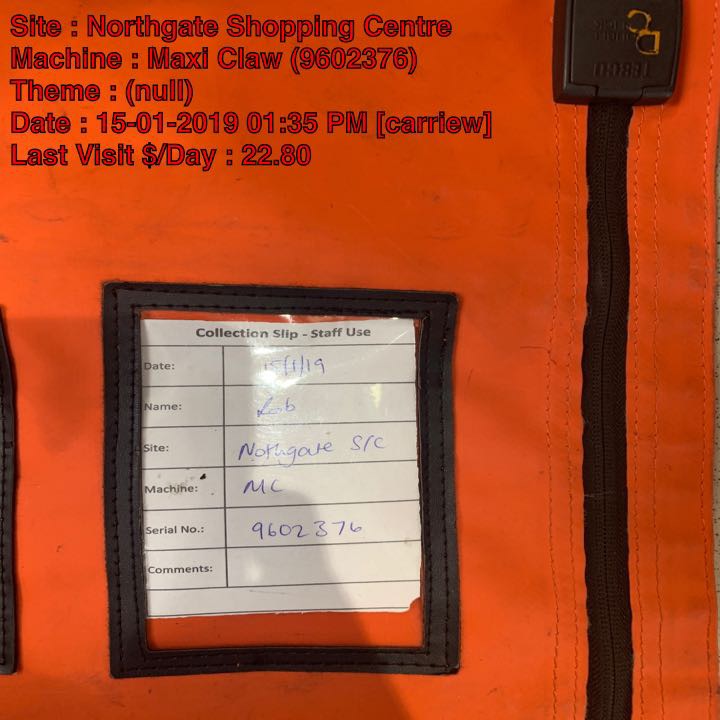 Site : Northgate Shopping Centre
Machine : Maxi Claw (9602376)
Theme : (null)
Date : 15-01-2019 01:35 PM [carriew]
Last Visit $/Day : 22.80
Collection Slip - Staff Use
Date: 15/1/19
Name: Rob
Site: Northgate S/C
Machine: MC
Serial No.: 9602376
Comments: